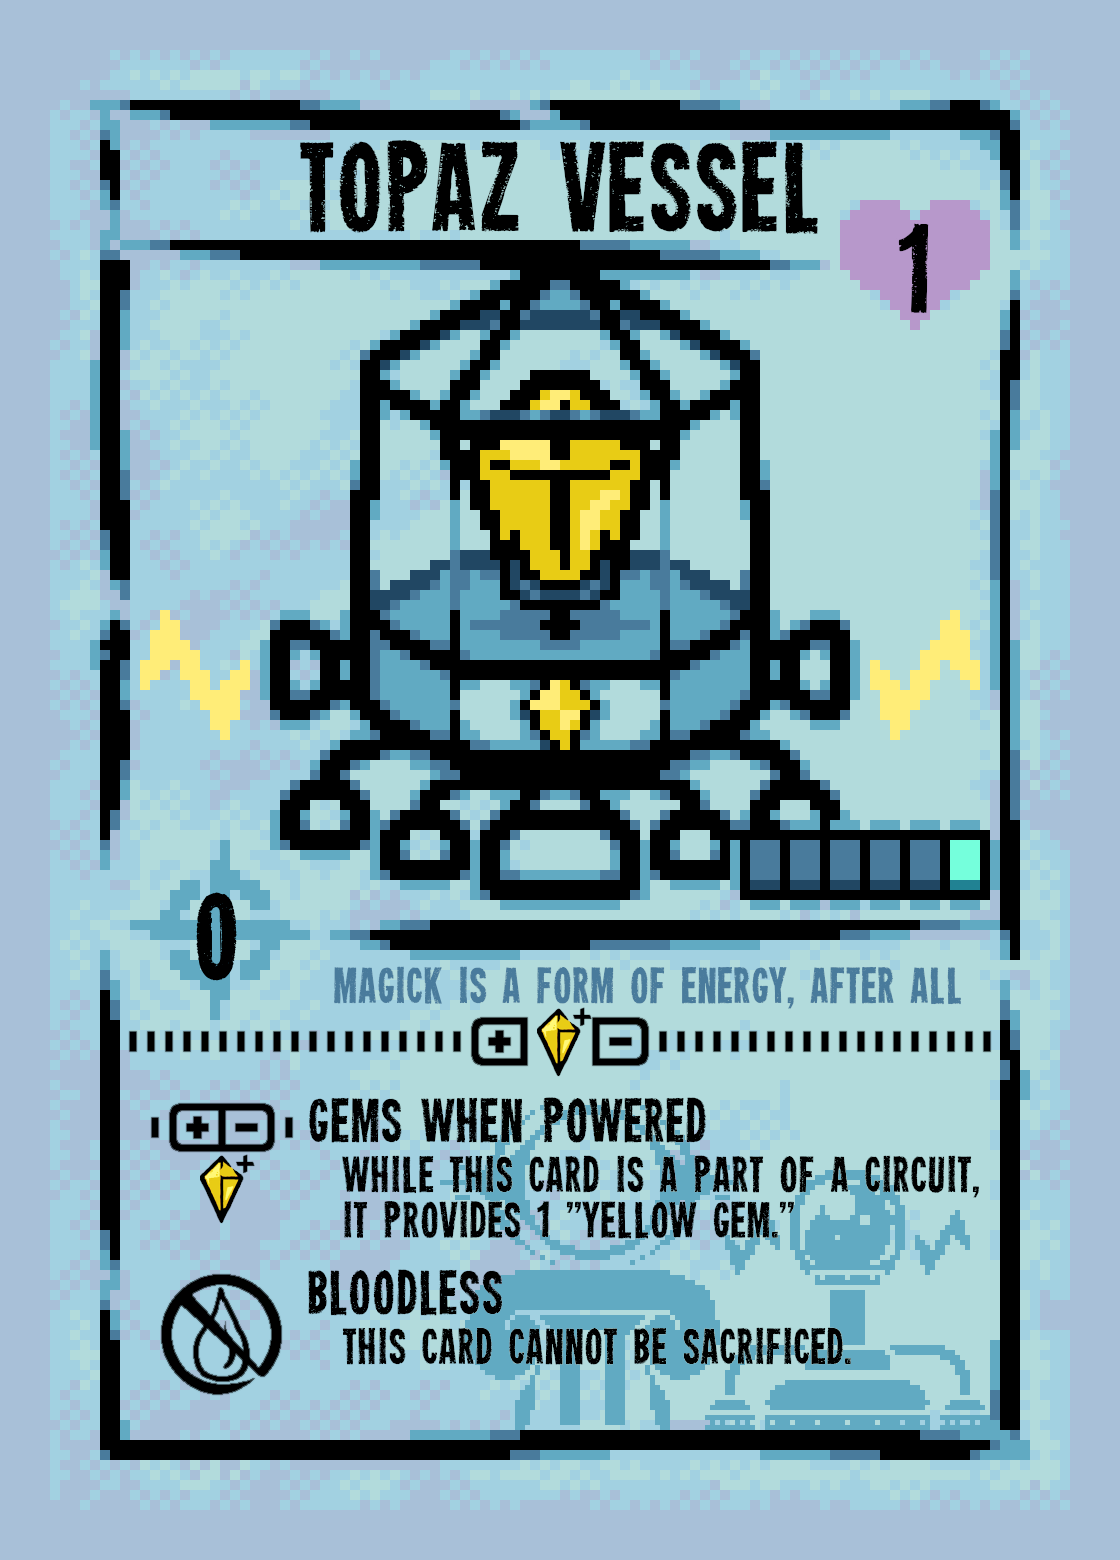 TOPAZ VESSEL
1
0
MAGICK IS A FORM OF ENERGY, AFTER ALL
GEMS WHEN POWERED
WHILE THIS CARD IS A PART OF A CIRCUIT,
IT PROVIDES 1 "YELLOW GEM."
BLOODLESS
THIS CARD CANNOT BE SACRIFICED.